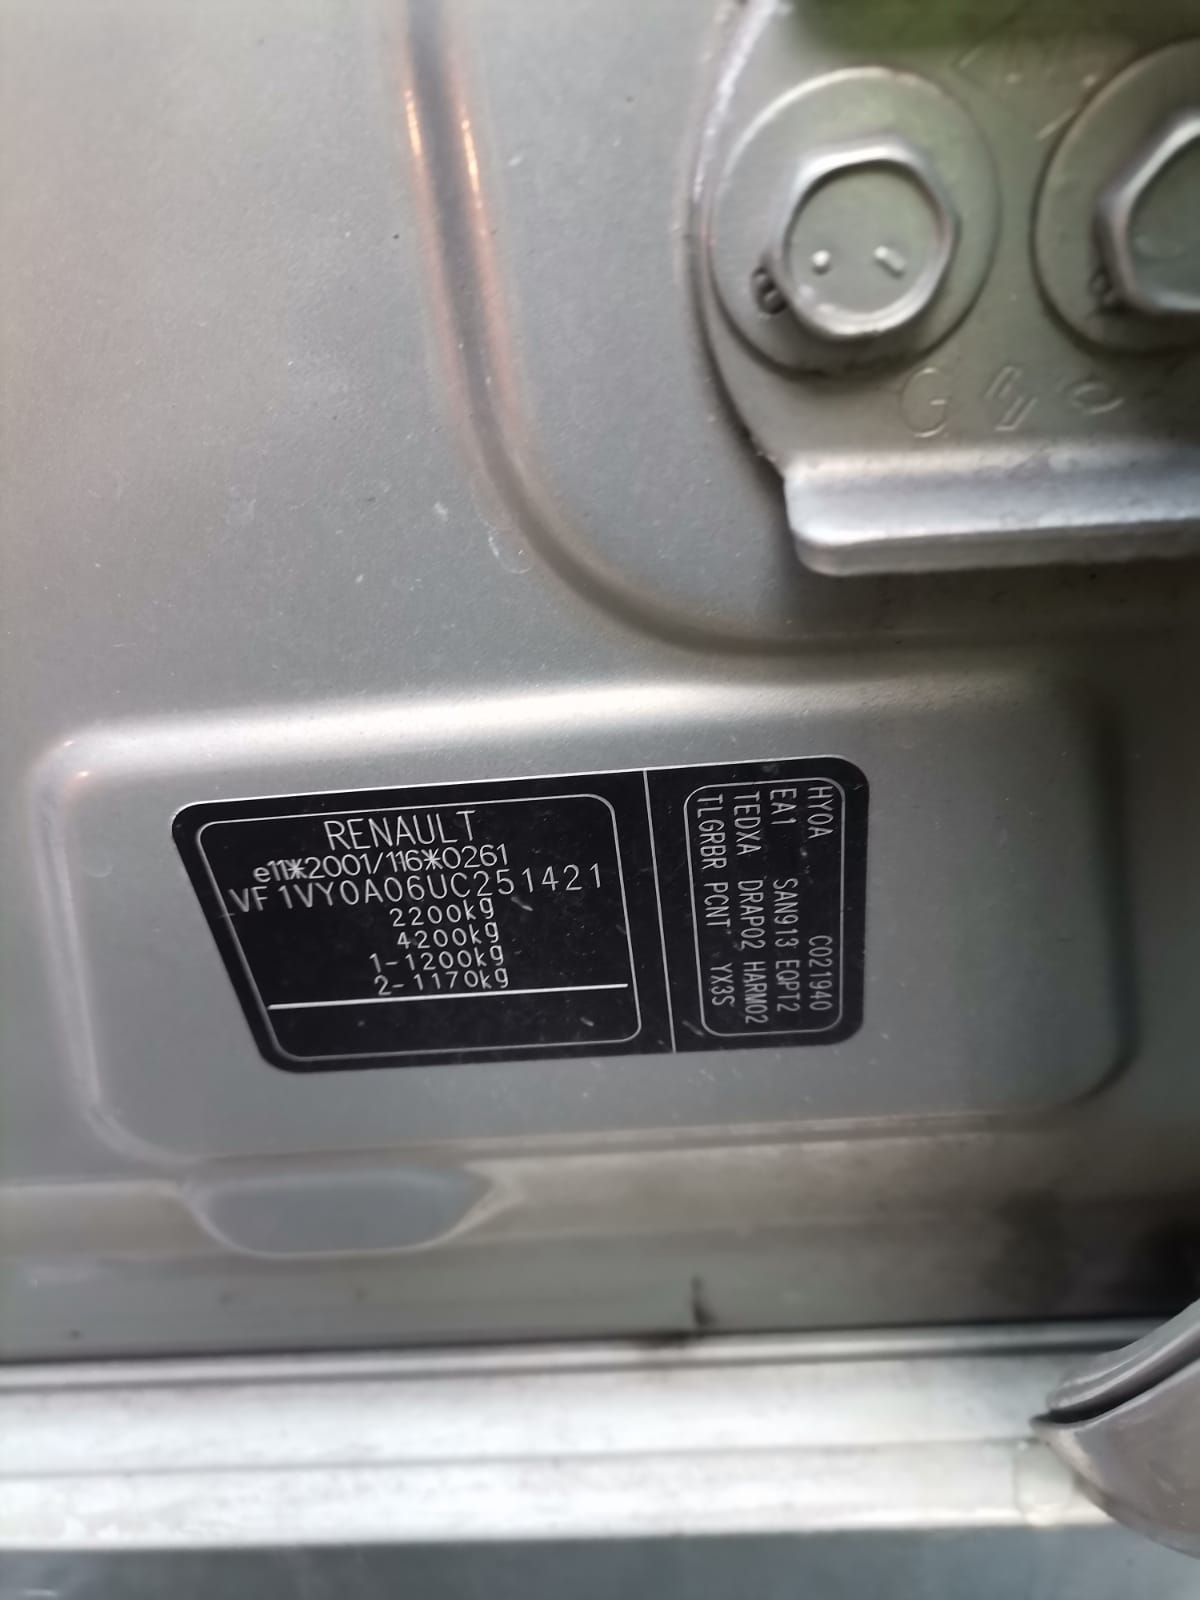 RENAULT
e11*2001/116*0261
VF1VY0A06UC251421
2200kg
4200kg
1-1200kg
2-1170kg
HY0A C021940
EA1 SAN913 EQPT2
TEDXA DRAP02 HARM02
TLGRBR PCNT YX3S